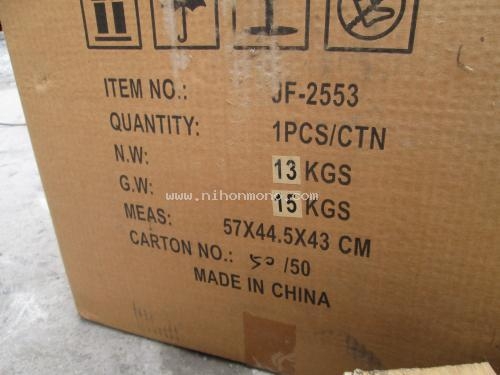 ITEM NO.: JF-2553
QUANTITY: 1PCS/CTN
N.W: 13 KGS
www.nihonmono.com
G.W: 15 KGS
MEAS: 57X44.5X43 CM
CARTON NO.: 50 /50
MADE IN CHINA